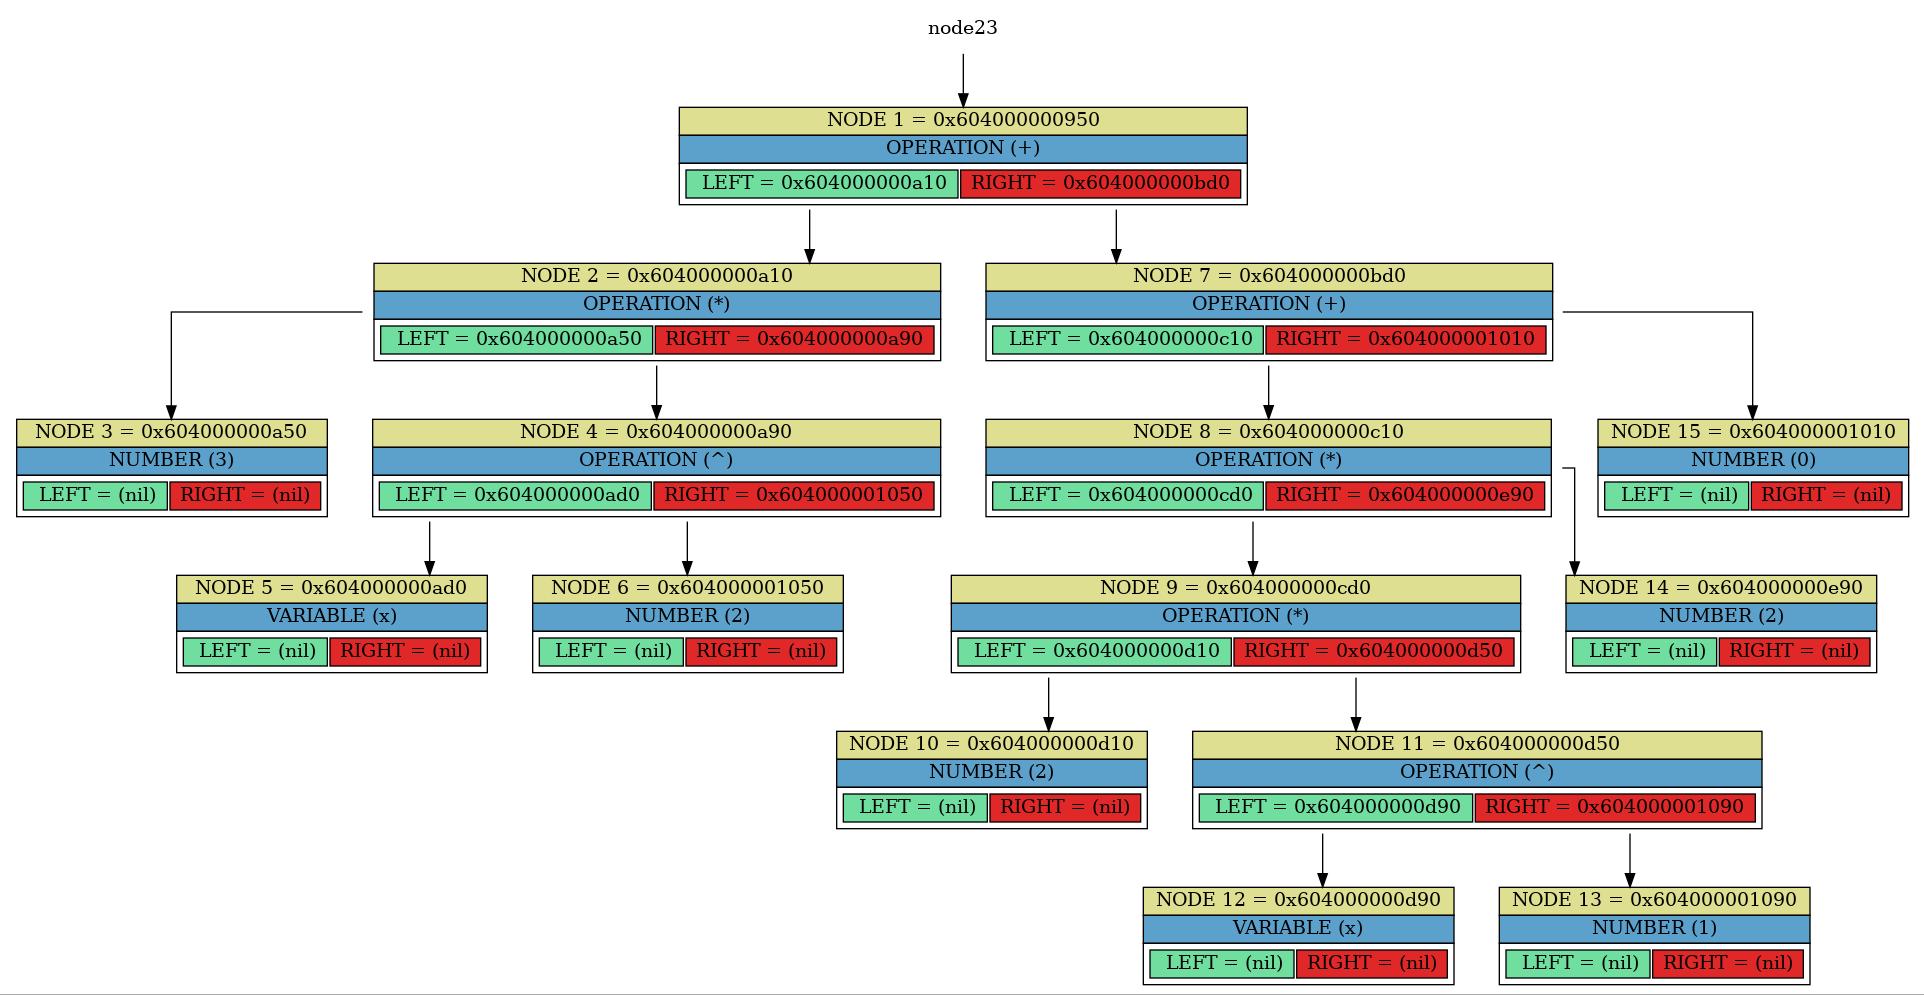 node23
NODE 1 = 0x604000000950
OPERATION (+)
LEFT = 0x604000000a10 RIGHT = 0x604000000bd0
NODE 2 = 0x604000000a10
OPERATION (*)
LEFT = 0x604000000a50 RIGHT = 0x604000000a90
NODE 7 = 0x604000000bd0
OPERATION (+)
LEFT = 0x604000000c10 RIGHT = 0x604000001010
NODE 3 = 0x604000000a50
NUMBER (3)
LEFT = (nil) RIGHT = (nil)
NODE 4 = 0x604000000a90
OPERATION (^)
LEFT = 0x604000000ad0 RIGHT = 0x604000001050
NODE 8 = 0x604000000c10
OPERATION (*)
LEFT = 0x604000000cd0 RIGHT = 0x604000000e90
NODE 15 = 0x604000001010
NUMBER (0)
LEFT = (nil) RIGHT = (nil)
NODE 5 = 0x604000000ad0
VARIABLE (x)
LEFT = (nil) RIGHT = (nil)
NODE 6 = 0x604000001050
NUMBER (2)
LEFT = (nil) RIGHT = (nil)
NODE 9 = 0x604000000cd0
OPERATION (*)
LEFT = 0x604000000d10 RIGHT = 0x604000000d50
NODE 14 = 0x604000000e90
NUMBER (2)
LEFT = (nil) RIGHT = (nil)
NODE 10 = 0x604000000d10
NUMBER (2)
LEFT = (nil) RIGHT = (nil)
NODE 11 = 0x604000000d50
OPERATION (^)
LEFT = 0x604000000d90 RIGHT = 0x604000001090
NODE 12 = 0x604000000d90
VARIABLE (x)
LEFT = (nil) RIGHT = (nil)
NODE 13 = 0x604000001090
NUMBER (1)
LEFT = (nil) RIGHT = (nil)